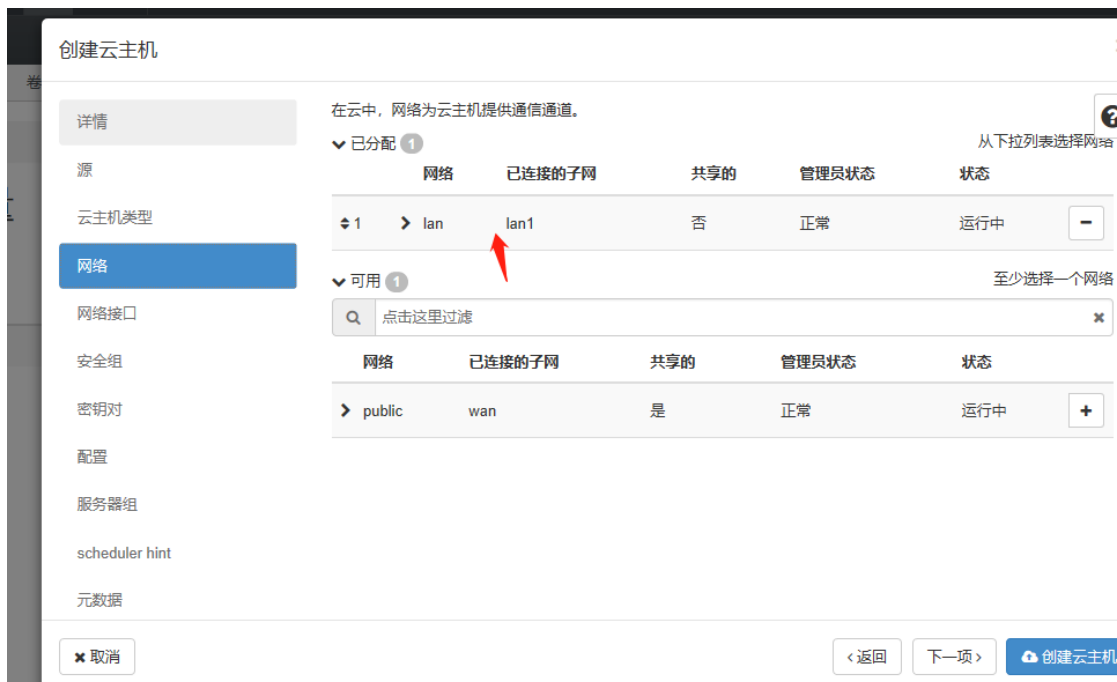 创建云主机
卷
详情
源
云主机类型
网络
网络接口
安全组
密钥对
配置
服务器组
scheduler hint
元数据
在云中，网络为云主机提供通信通道。
已分配 1
从下拉列表选择网络
网络 已连接的子网 共享的 管理员状态 状态
1 lan lan1 否 正常 运行中
可用 1
至少选择一个网络
点击这里过滤
网络 已连接的子网 共享的 管理员状态 状态
public wan 是 正常 运行中
取消
返回
下一项
创建云主机